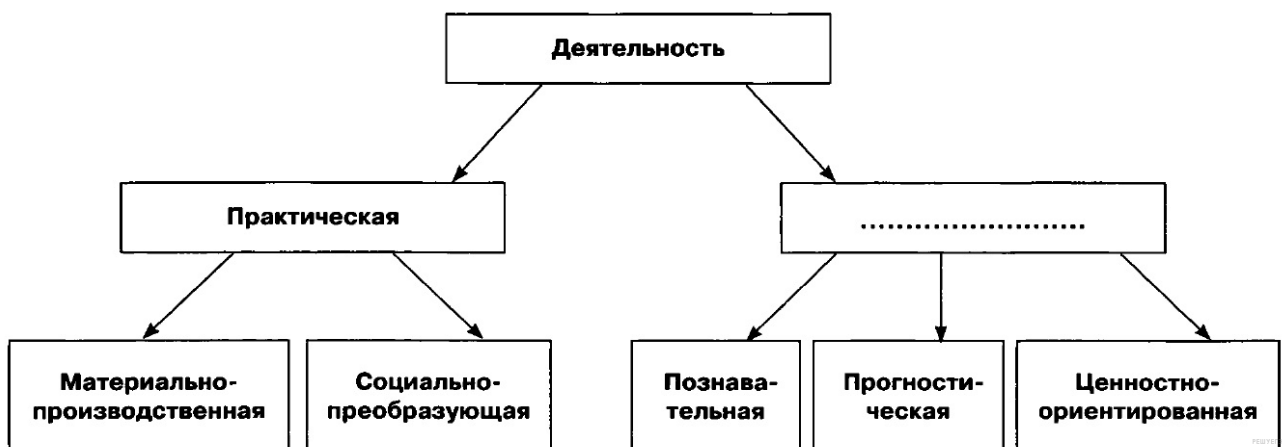 Деятельность
Практическая
........................
Материально-
производственная
Социально-
преобразующая
Познава-
тельная
Прогности-
ческая
Ценностно-
ориентированная